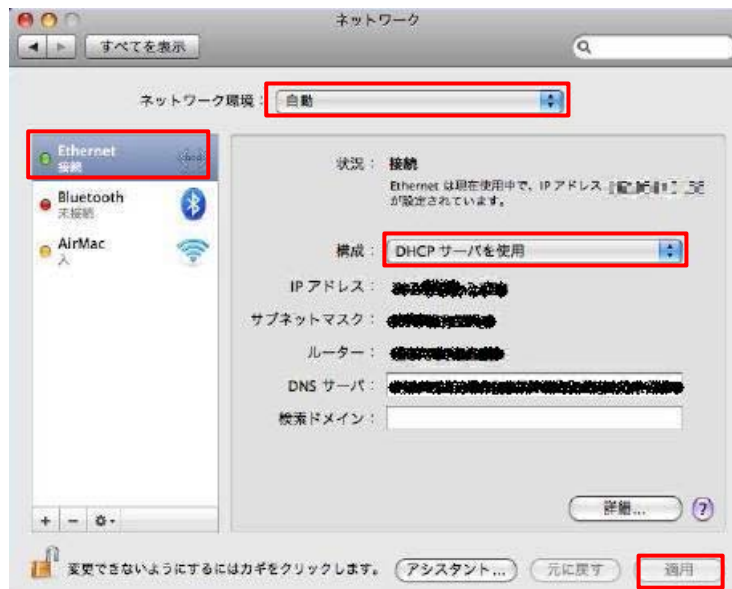 ネットワーク
すべてを表示
ネットワーク環境： 自動
Ethernet
接続
Bluetooth
未接続
AirMac
入
状況： 接続
Ethernet は現在使用中で、IP アドレス
が設定されています。
構成： DHCP サーバを使用
IP アドレス：
サブネットマスク：
ルーター：
DNS サーバ：
検索ドメイン：
詳細... ?
+ −
変更できないようにするにはカギをクリックします。 アシスタント... 元に戻す 適用